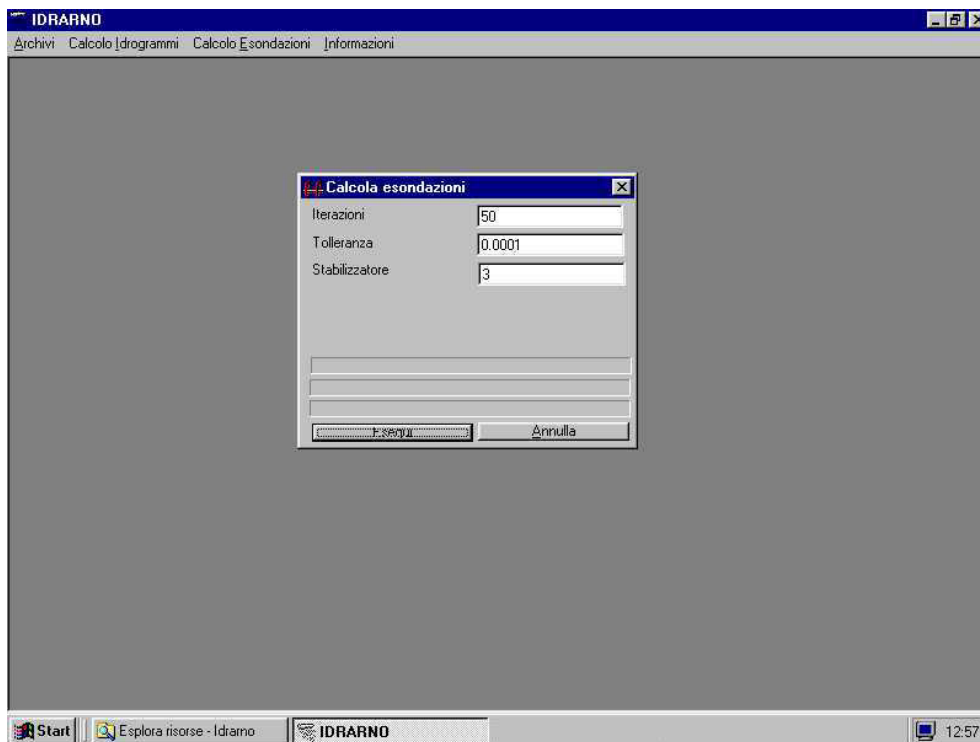 IDRARNO
Archivi Calcolo Idrogrammi Calcolo Esondazioni Informazioni
Calcola esondazioni
Iterazioni 50
Tolleranza 0.0001
Stabilizzatore 3
Esegui Annulla
Start Esplora risorse - Idrarno IDRARNO 12:57